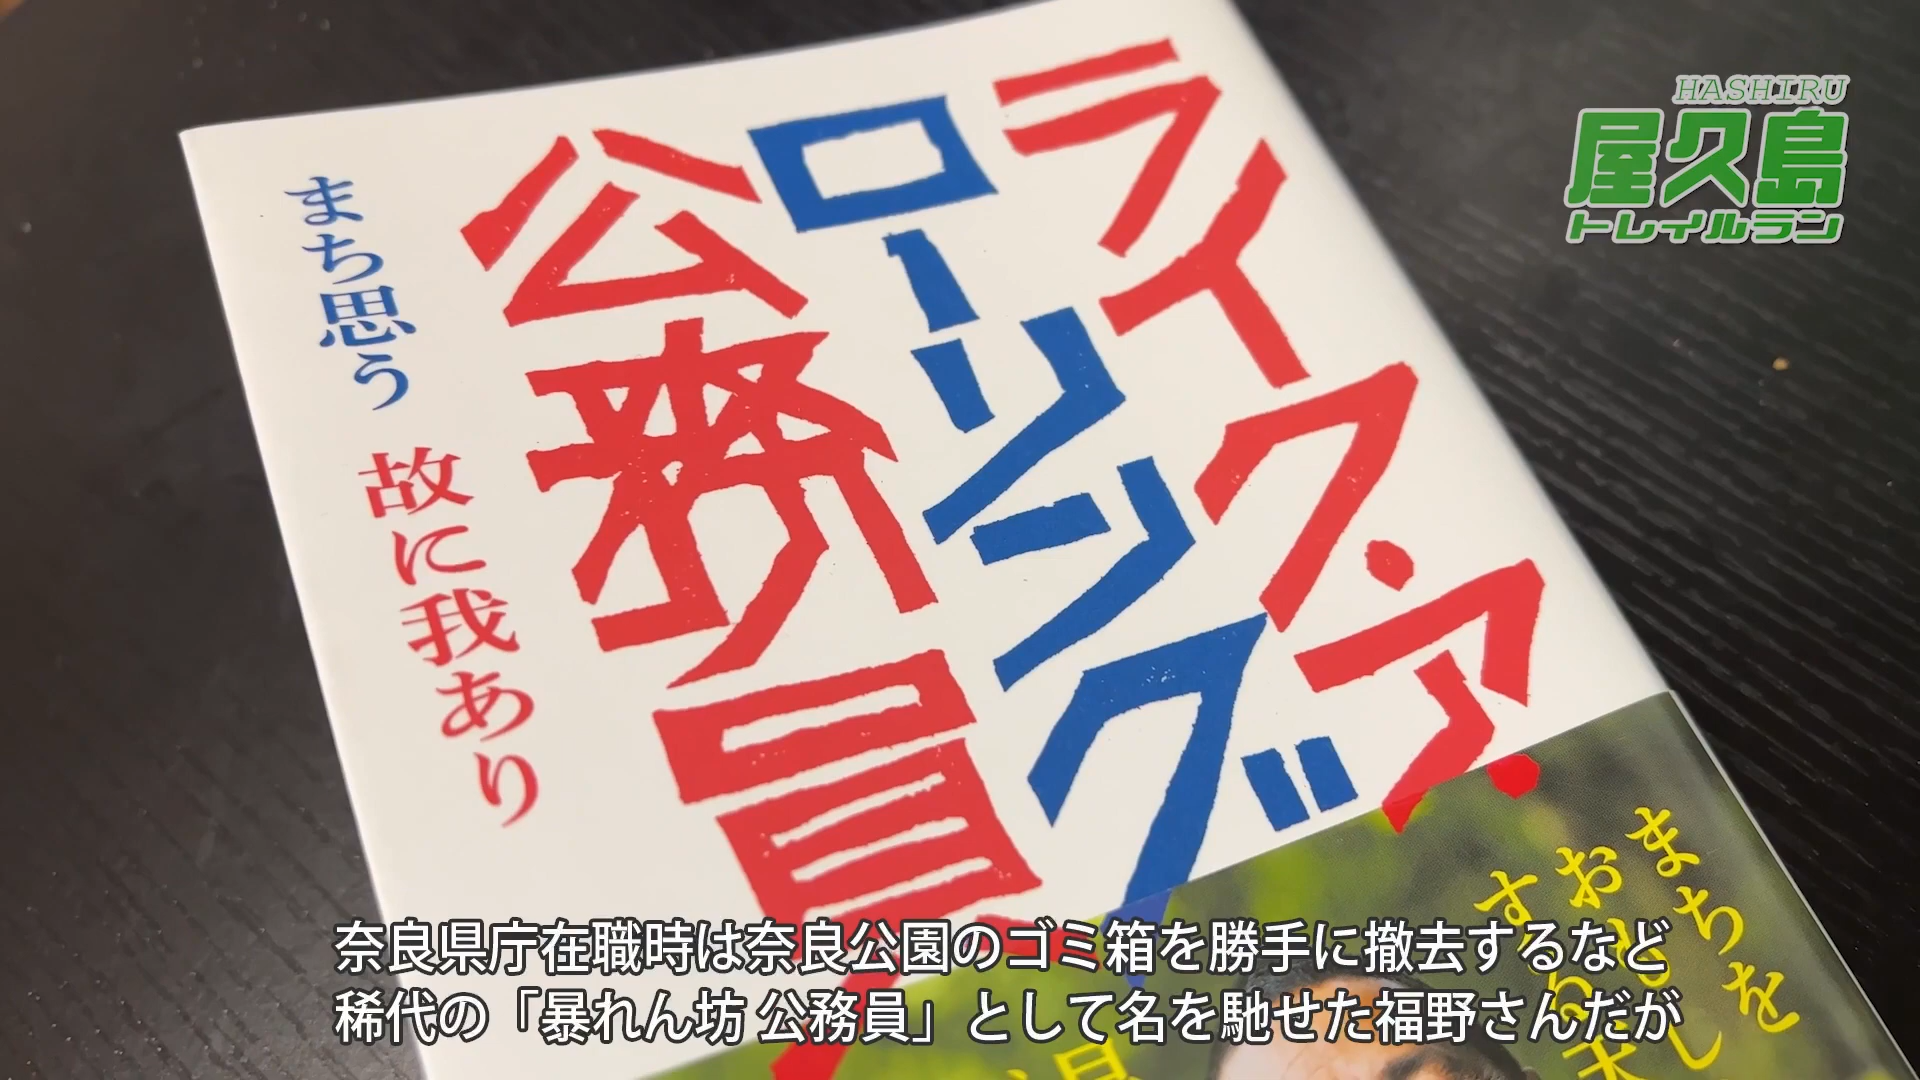 HASHIRU
屋久島
トレイルラン
ライク・ア・
ローリング
公務員
まち思う 故に我あり
まちを
奈良県庁在職時は奈良公園のゴミ箱を勝手に撤去するなど
稀代の「暴れん坊 公務員」として名を馳せた福野さんだが